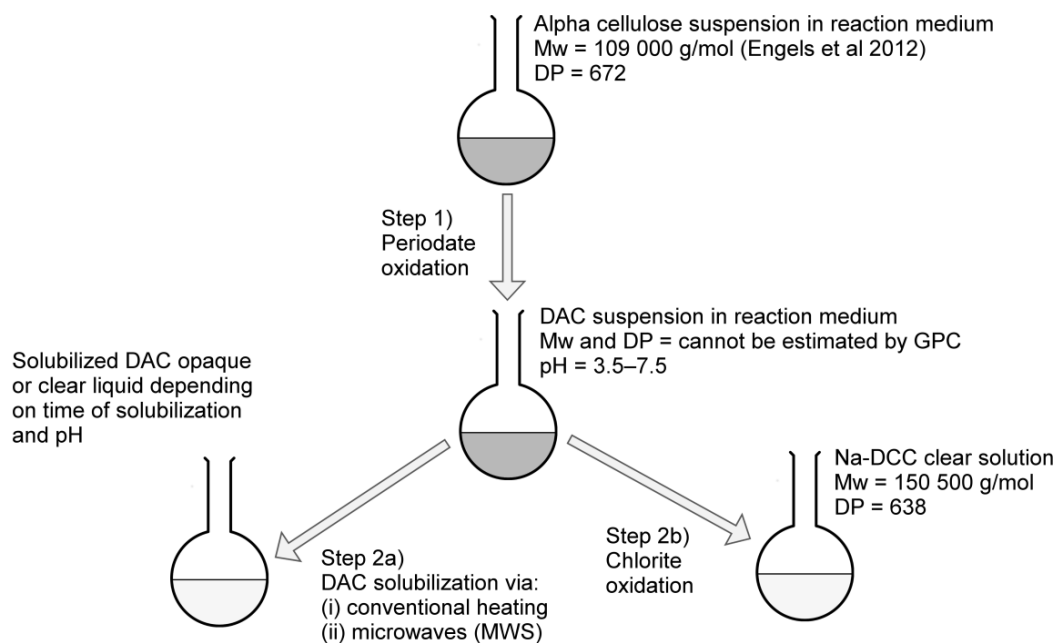 Alpha cellulose suspension in reaction medium
Mw = 109 000 g/mol (Engels et al 2012)
DP = 672
Step 1)
Periodate
oxidation
DAC suspension in reaction medium
Mw and DP = cannot be estimated by GPC
pH = 3.5–7.5
Solubilized DAC opaque
or clear liquid depending
on time of solubilization
and pH
Na-DCC clear solution
Mw = 150 500 g/mol
DP = 638
Step 2a)
DAC solubilization via:
(i) conventional heating
(ii) microwaves (MWS)
Step 2b)
Chlorite
oxidation